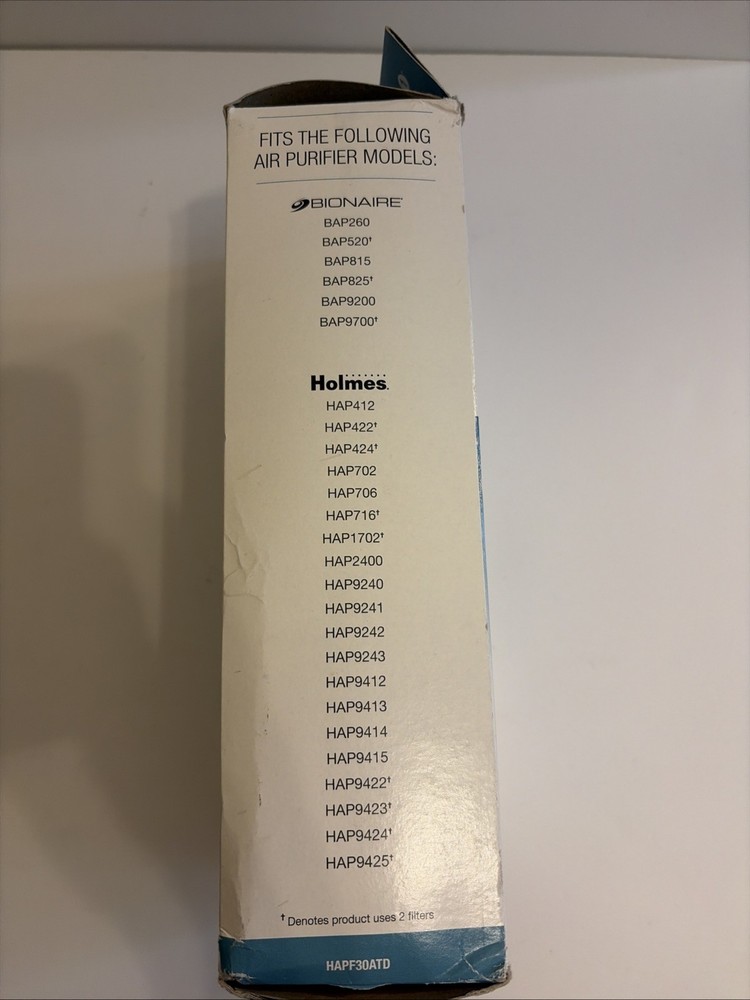 FITS THE FOLLOWING
AIR PURIFIER MODELS:
BIONAIRE
BAP260
BAP520†
BAP815
BAP825†
BAP9200
BAP9700†
Holmes
HAP412
HAP422†
HAP424†
HAP702
HAP706
HAP716†
HAP1702†
HAP2400
HAP9240
HAP9241
HAP9242
HAP9243
HAP9412
HAP9413
HAP9414
HAP9415
HAP9422†
HAP9423†
HAP9424†
HAP9425†
† Denotes product uses 2 filters
HAPF30ATD